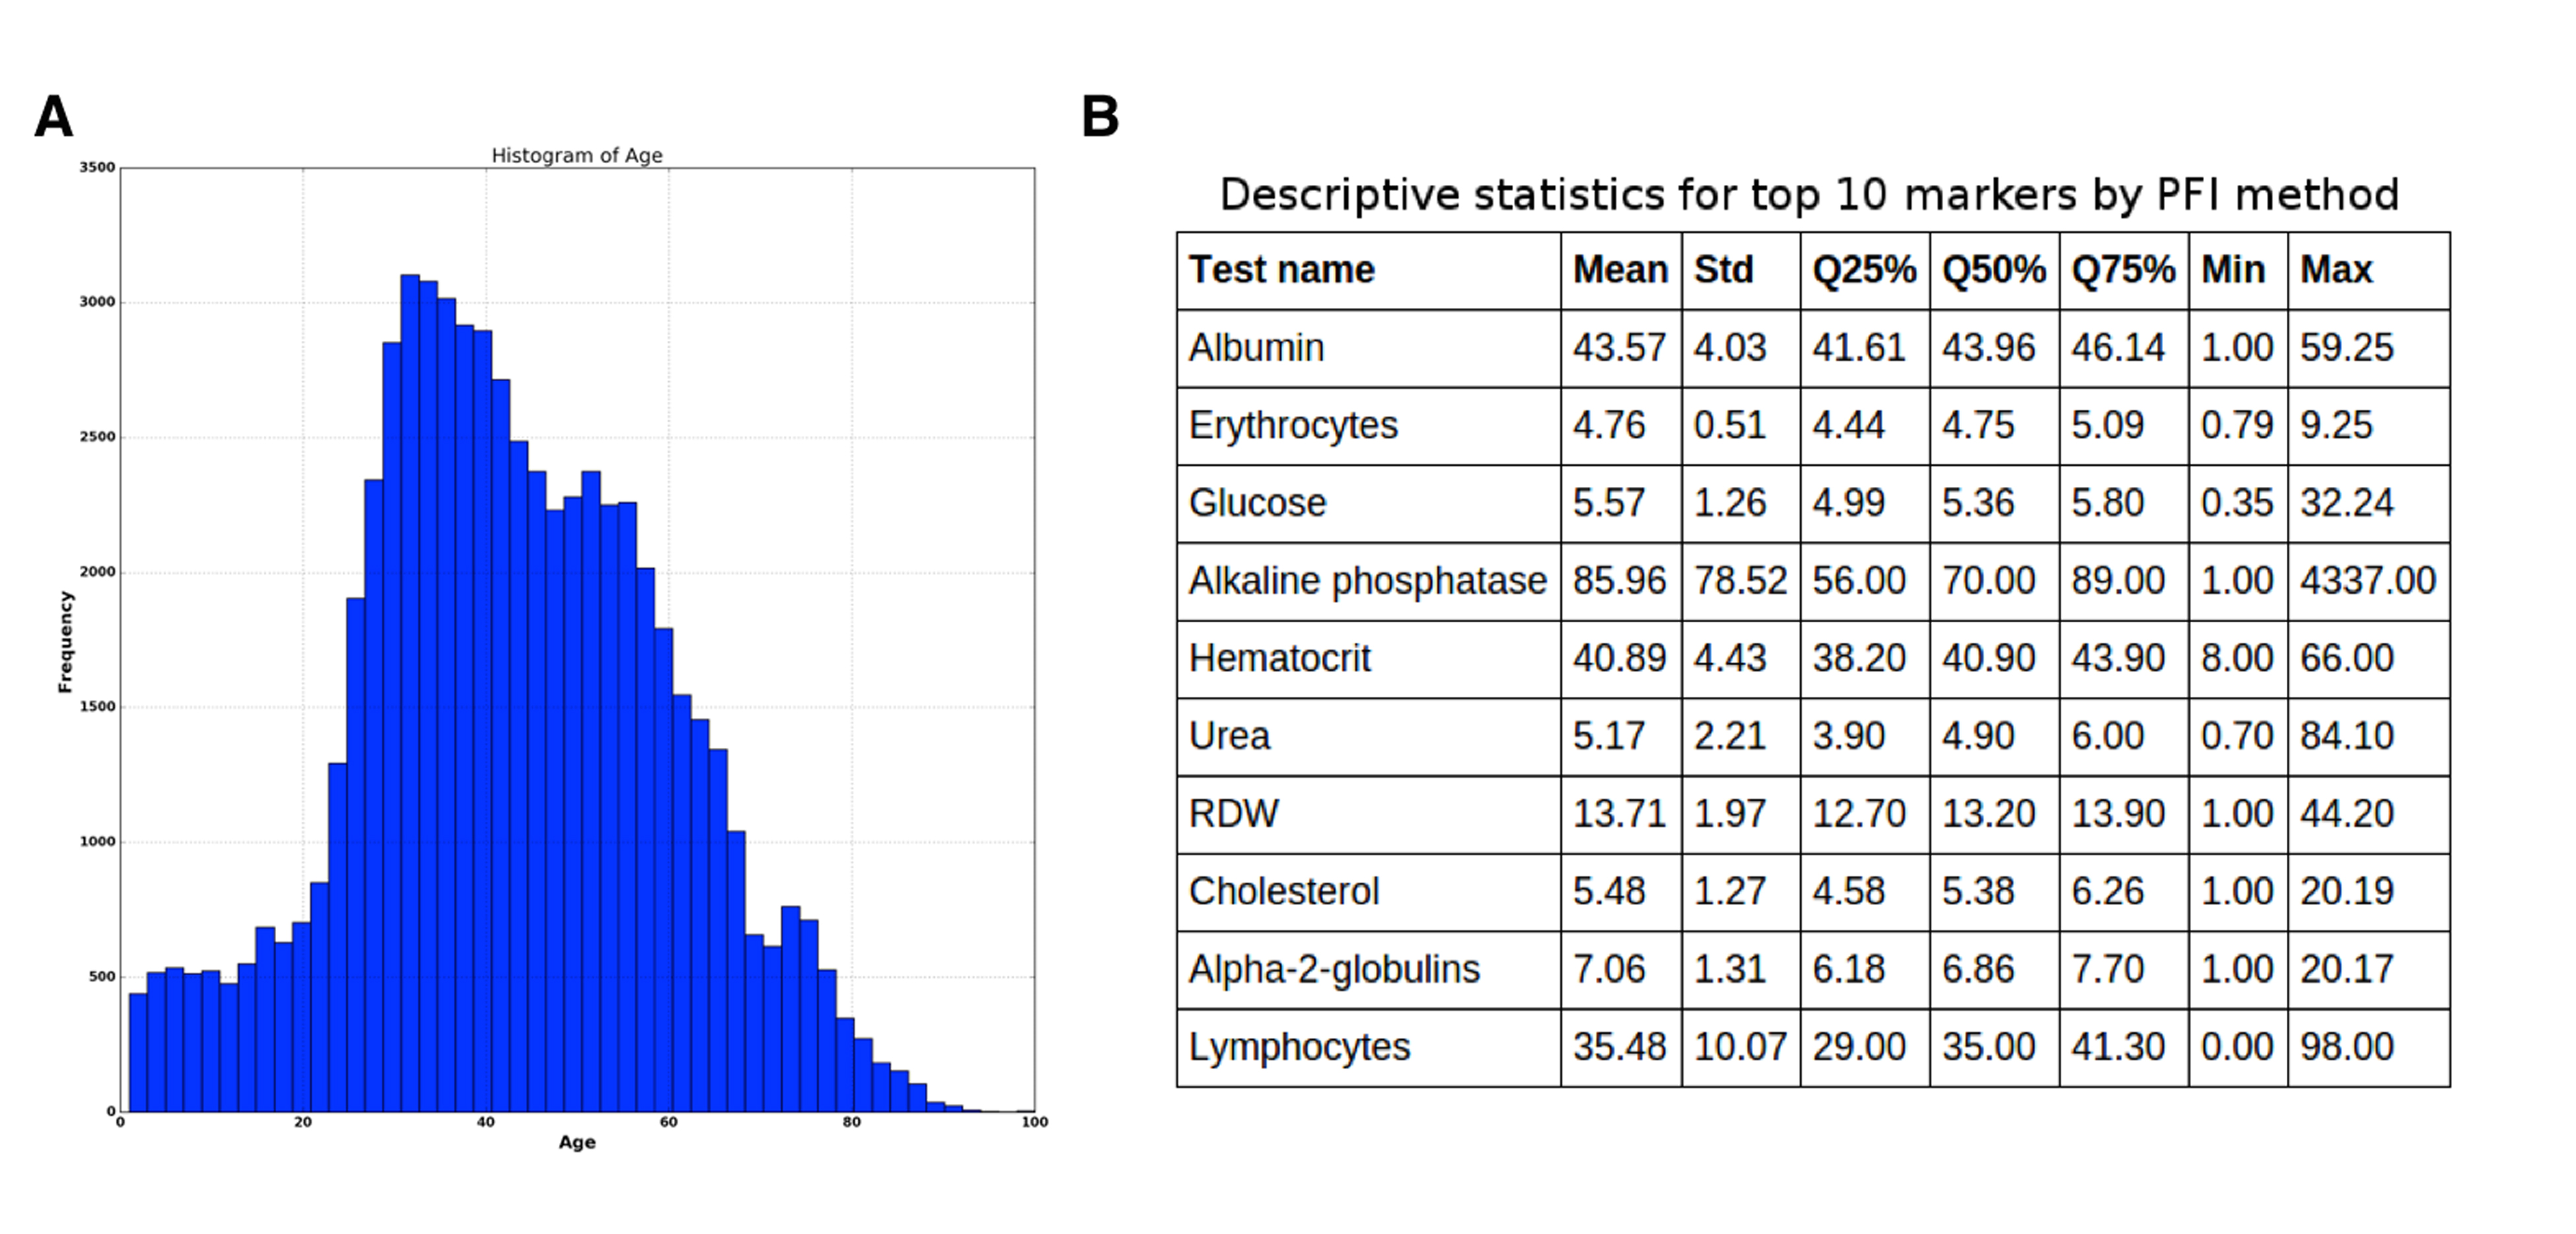 A
Histogram of Age
3500
3000
2500
2000
1500
1000
500
0
Frequency
0 20 40 60 80 100
Age
B
Descriptive statistics for top 10 markers by PFI method
Test name Mean Std Q25% Q50% Q75% Min Max
Albumin 43.57 4.03 41.61 43.96 46.14 1.00 59.25
Erythrocytes 4.76 0.51 4.44 4.75 5.09 0.79 9.25
Glucose 5.57 1.26 4.99 5.36 5.80 0.35 32.24
Alkaline phosphatase 85.96 78.52 56.00 70.00 89.00 1.00 4337.00
Hematocrit 40.89 4.43 38.20 40.90 43.90 8.00 66.00
Urea 5.17 2.21 3.90 4.90 6.00 0.70 84.10
RDW 13.71 1.97 12.70 13.20 13.90 1.00 44.20
Cholesterol 5.48 1.27 4.58 5.38 6.26 1.00 20.19
Alpha-2-globulins 7.06 1.31 6.18 6.86 7.70 1.00 20.17
Lymphocytes 35.48 10.07 29.00 35.00 41.30 0.00 98.00